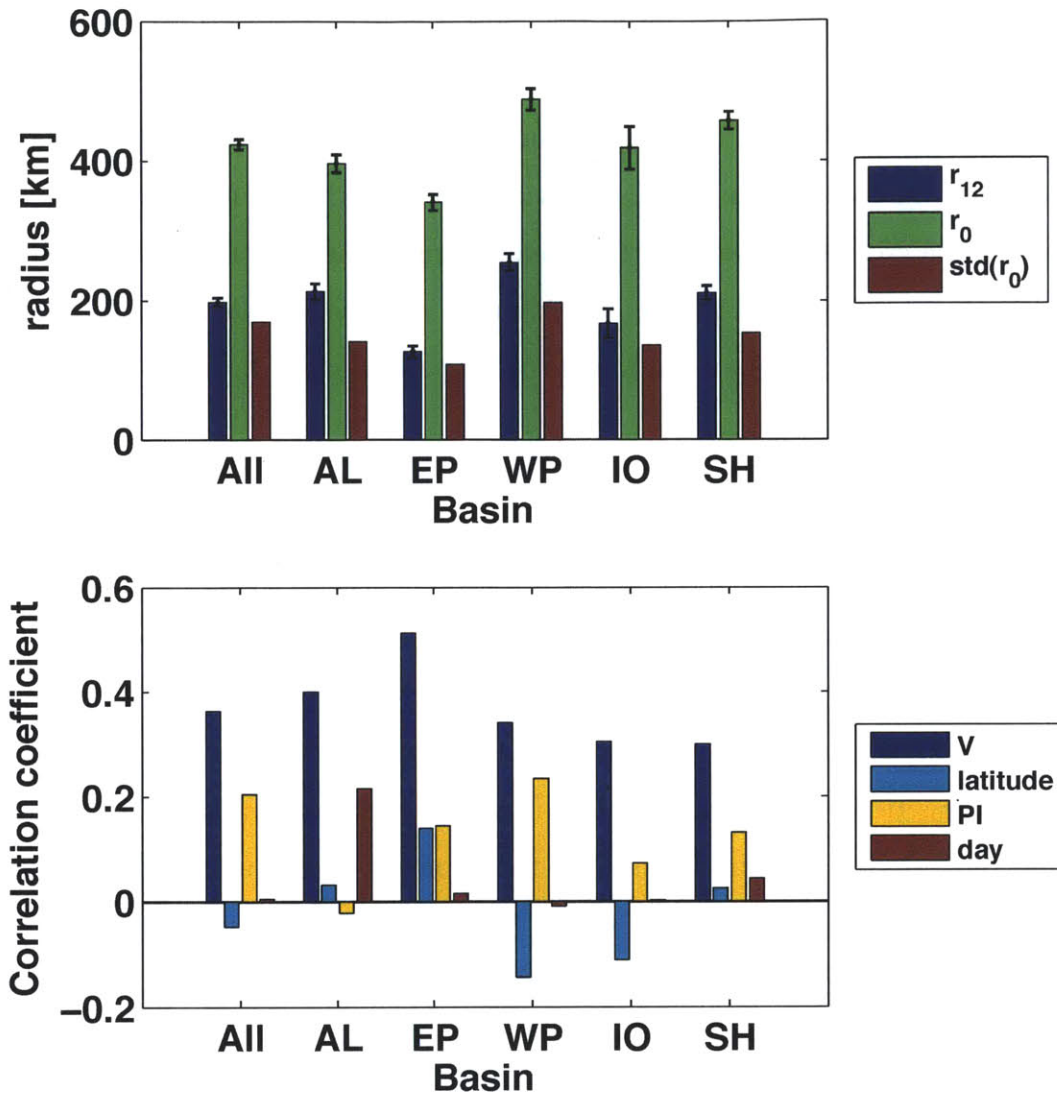 600
400
200
0
radius [km]
All AL EP WP IO SH
Basin
r12
r0
std(r0)
0.6
0.4
0.2
0
−0.2
Correlation coefficient
All AL EP WP IO SH
Basin
V
latitude
PI
day